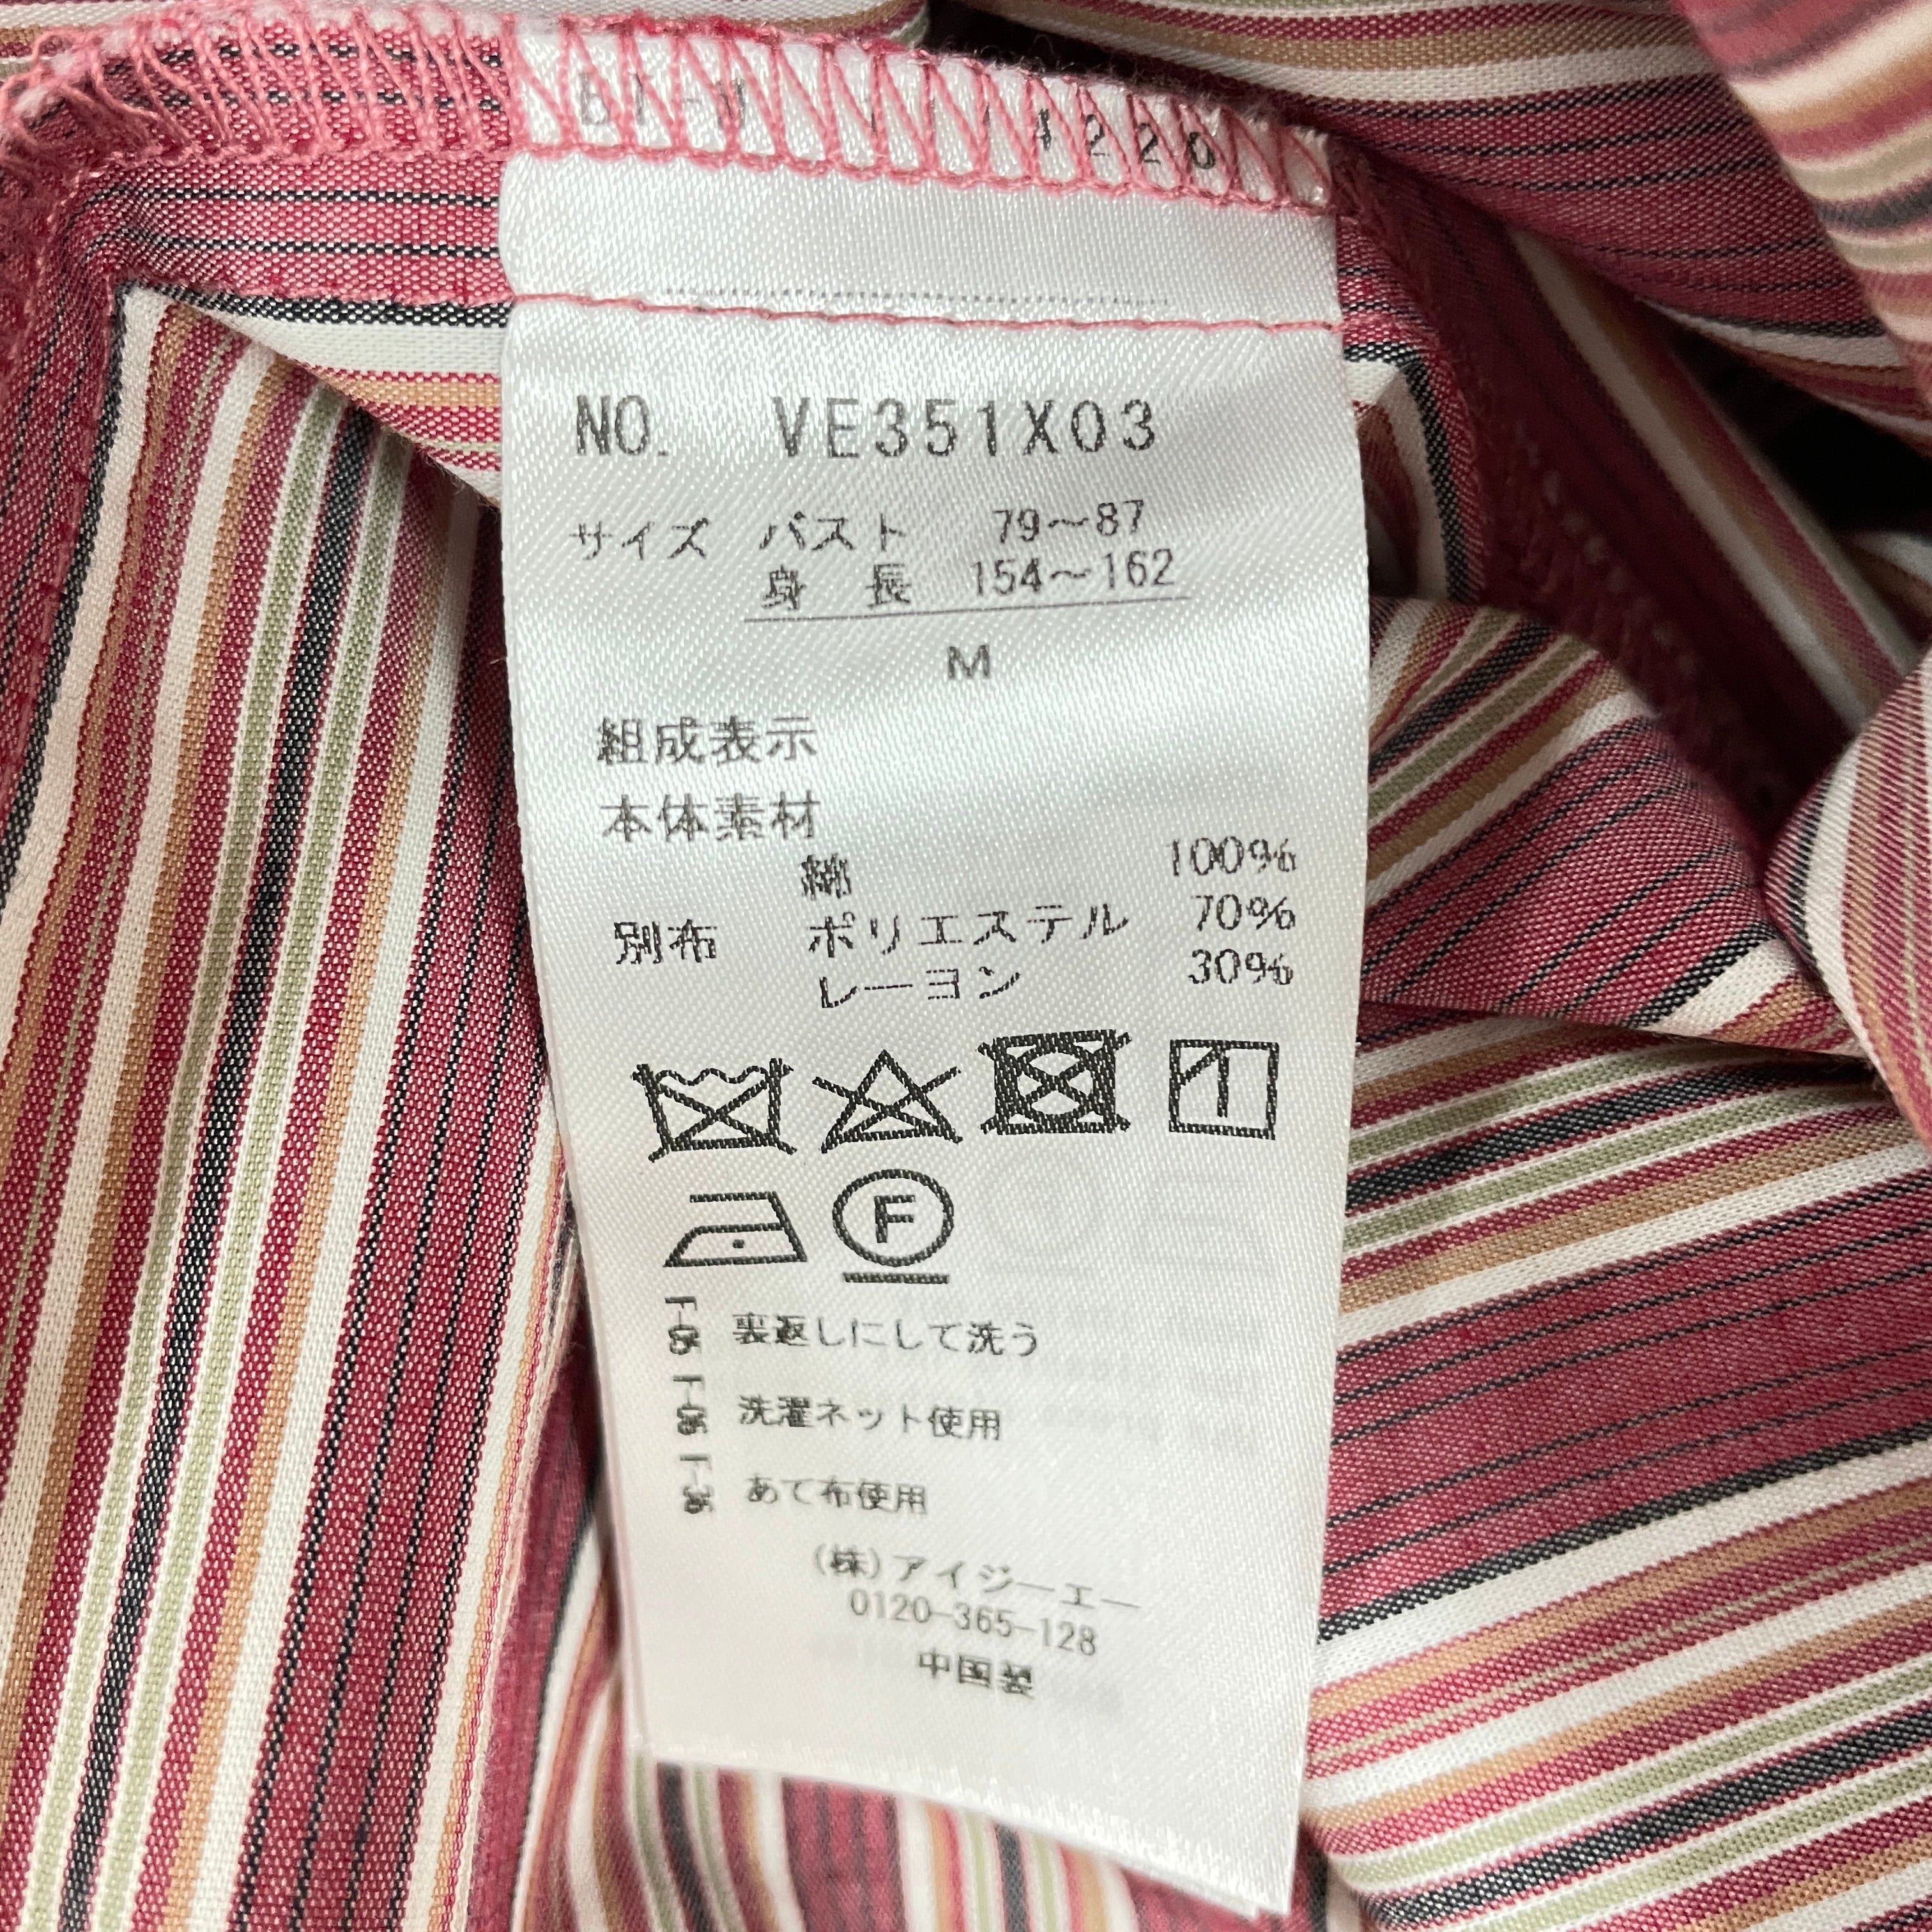 NO. VE351X03
サイズ バスト 79～87
身 長 154～162
M
組成表示
本体素材
綿 100%
別布 ポリエステル 70%
レーヨン 30%
F
F-05 裏返しにして洗う
F-06 洗濯ネット使用
F-36 あて布使用
(株)アイジーエー
0120-365-128
中国製